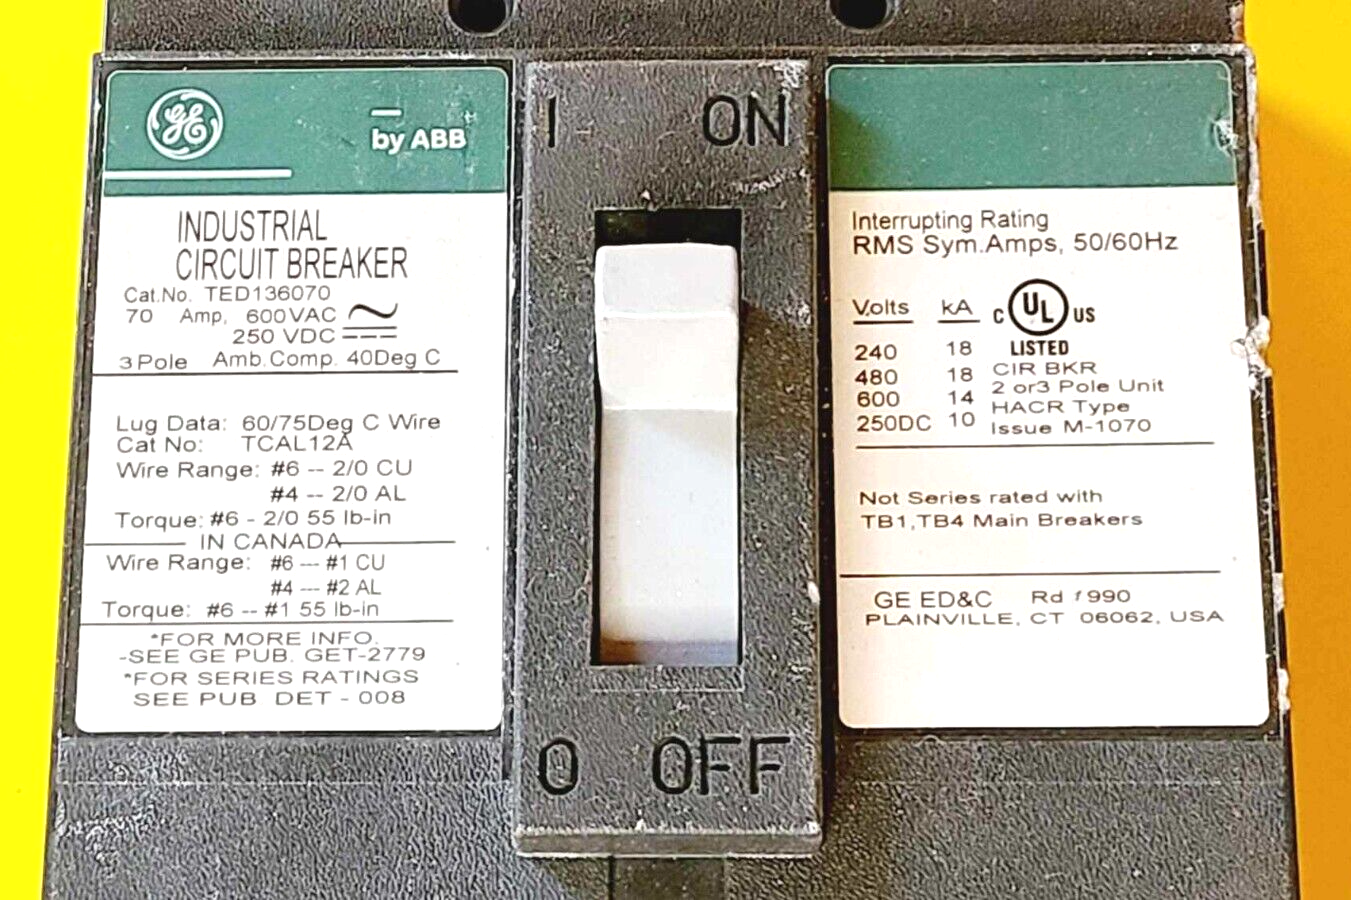 GE
by ABB
INDUSTRIAL
CIRCUIT BREAKER
Cat.No. TED136070
70 Amp, 600VAC
250 VDC
3 Pole Amb.Comp. 40Deg C
Lug Data: 60/75Deg C Wire
Cat No: TCAL12A
Wire Range: #6 -- 2/0 CU
#4 -- 2/0 AL
Torque: #6 - 2/0 55 lb-in
IN CANADA
Wire Range: #6 --- #1 CU
#4 --- #2 AL
Torque: #6 -- #1 55 lb-in
*FOR MORE INFO.
-SEE GE PUB. GET-2779
*FOR SERIES RATINGS
SEE PUB DET - 008
I ON
O OFF
Interrupting Rating
RMS Sym.Amps, 50/60Hz
Volts kA
240 18
480 18
600 14
250DC 10
C UL US
LISTED
CIR BKR
2 or3 Pole Unit
HACR Type
Issue M-1070
Not Series rated with
TB1,TB4 Main Breakers
GE ED&C Rd 1990
PLAINVILLE, CT 06062, USA